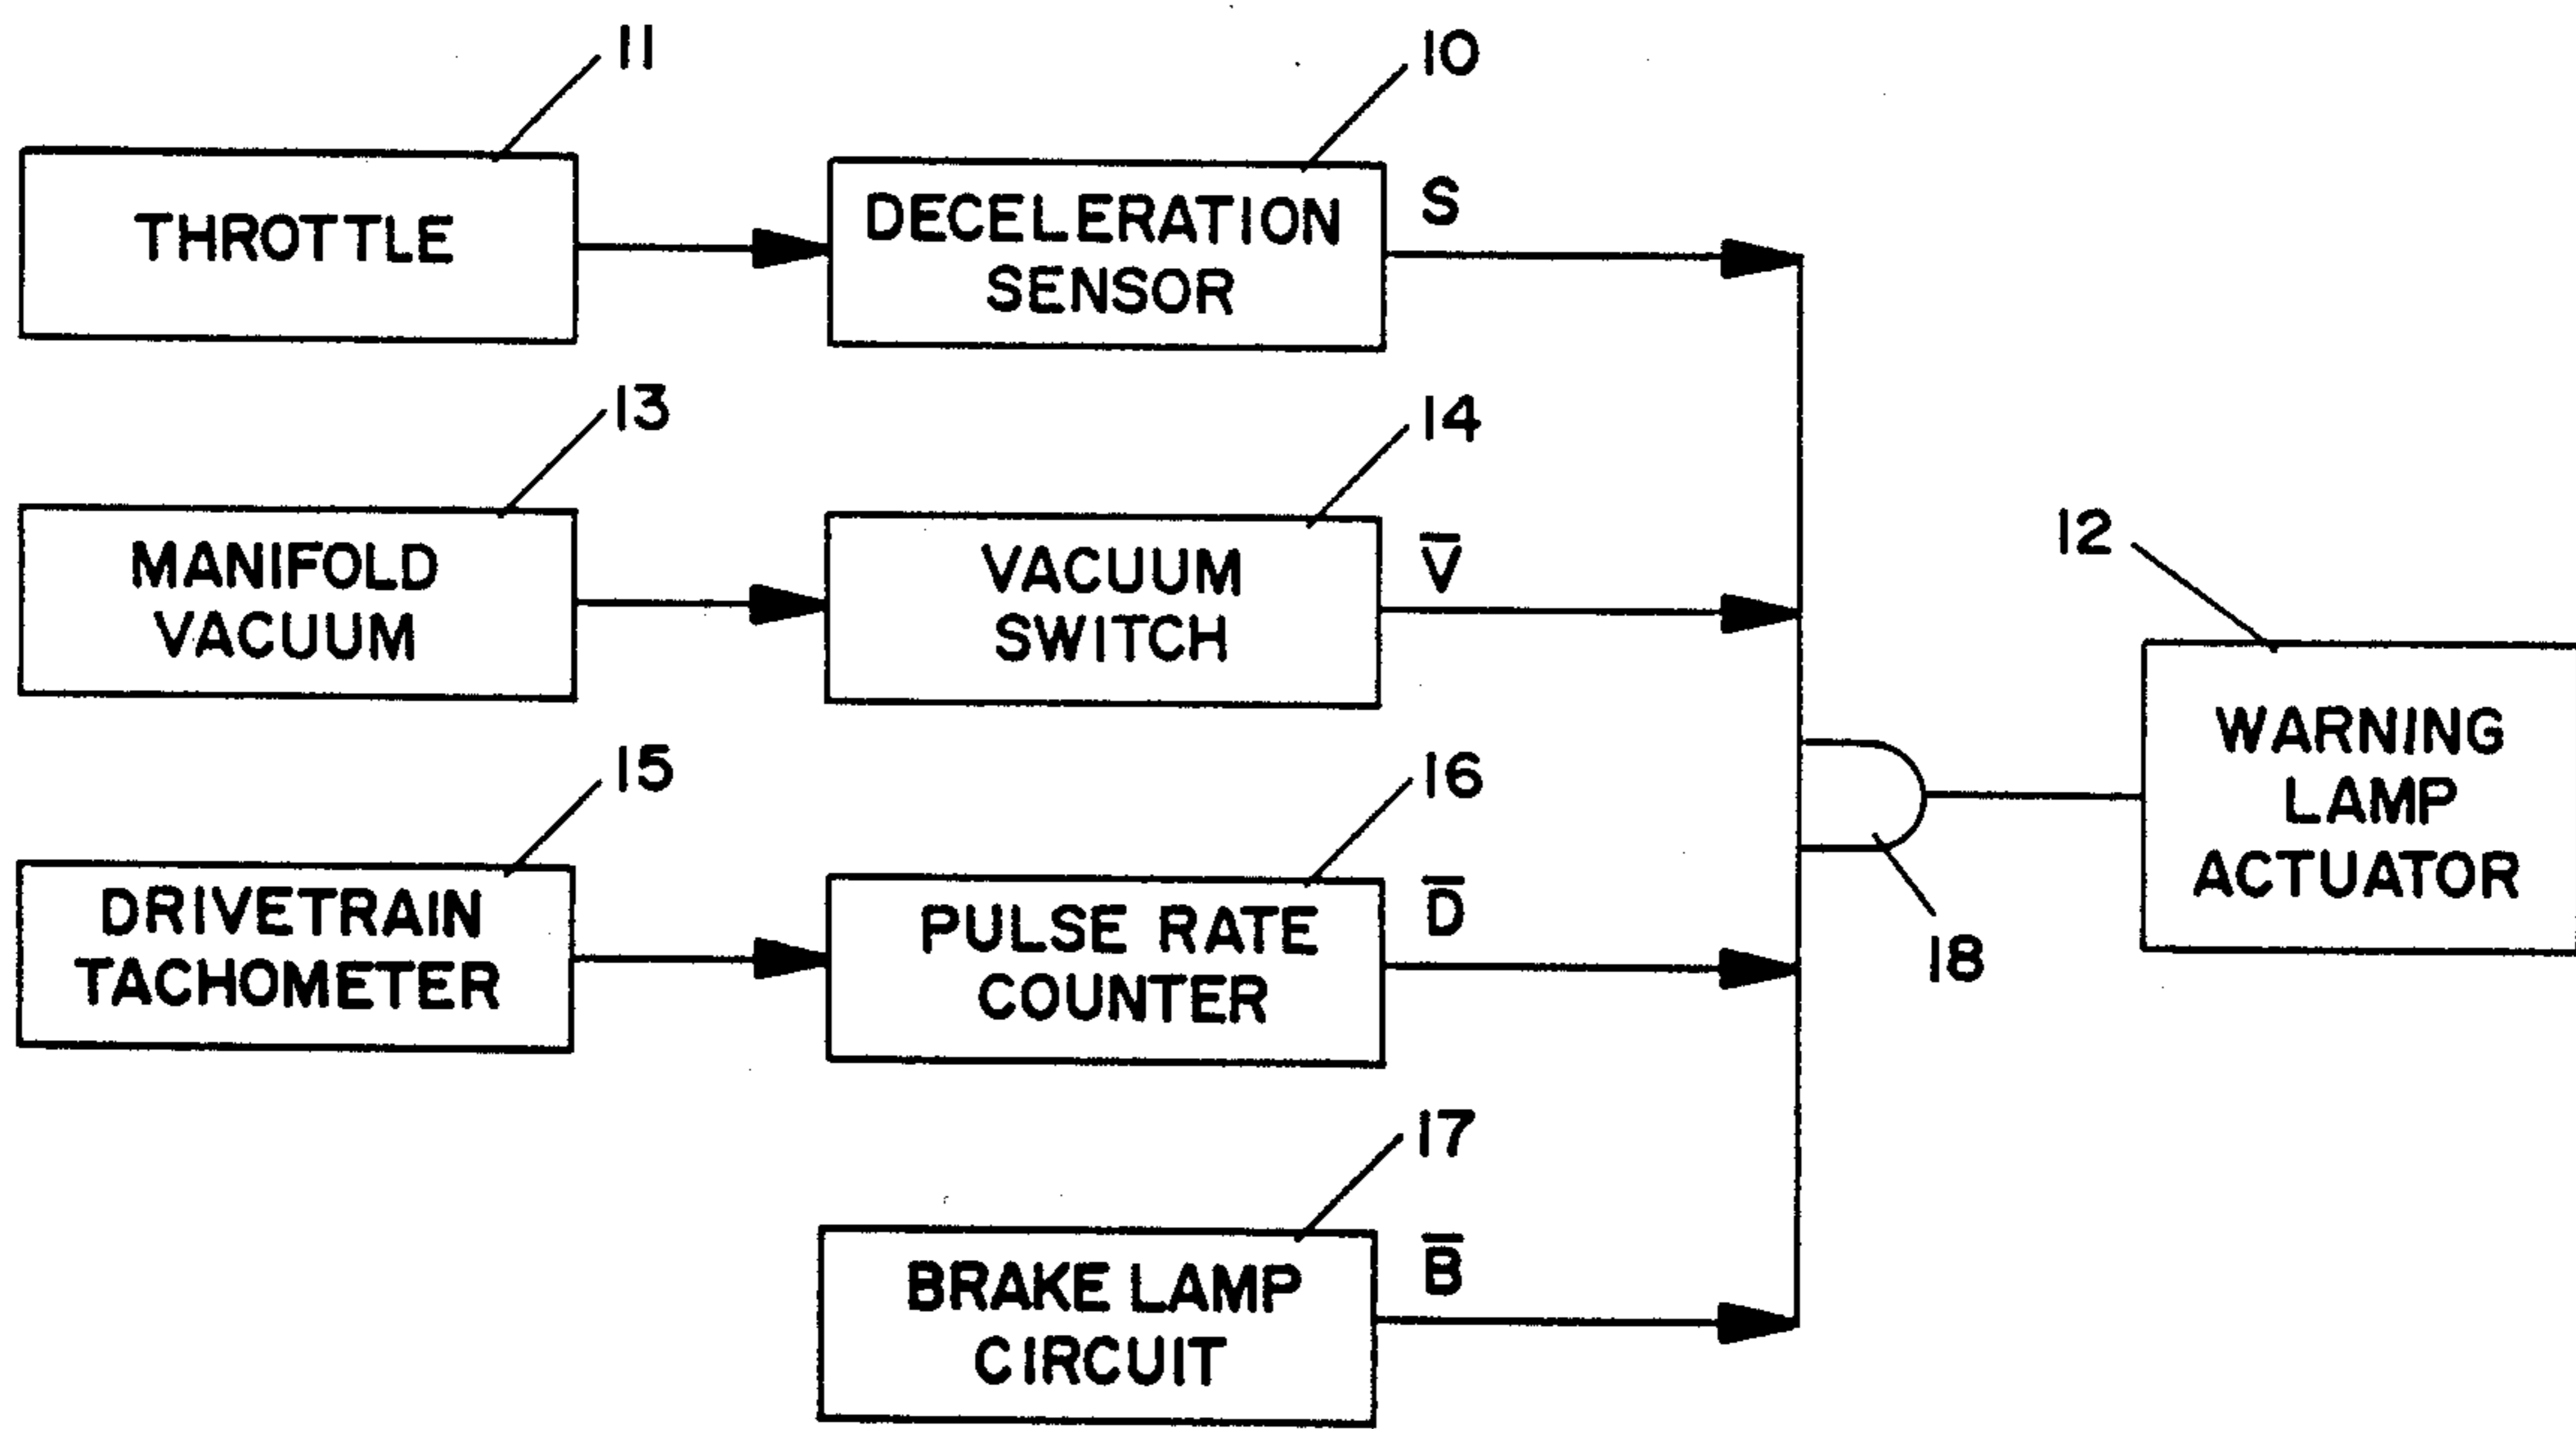 11
10
THROTTLE
DECELERATION
SENSOR
S
13
14
MANIFOLD
VACUUM
VACUUM
SWITCH
V̅
12
WARNING
LAMP
ACTUATOR
15
16
DRIVETRAIN
TACHOMETER
PULSE RATE
COUNTER
D̅
18
17
BRAKE LAMP
CIRCUIT
B̅